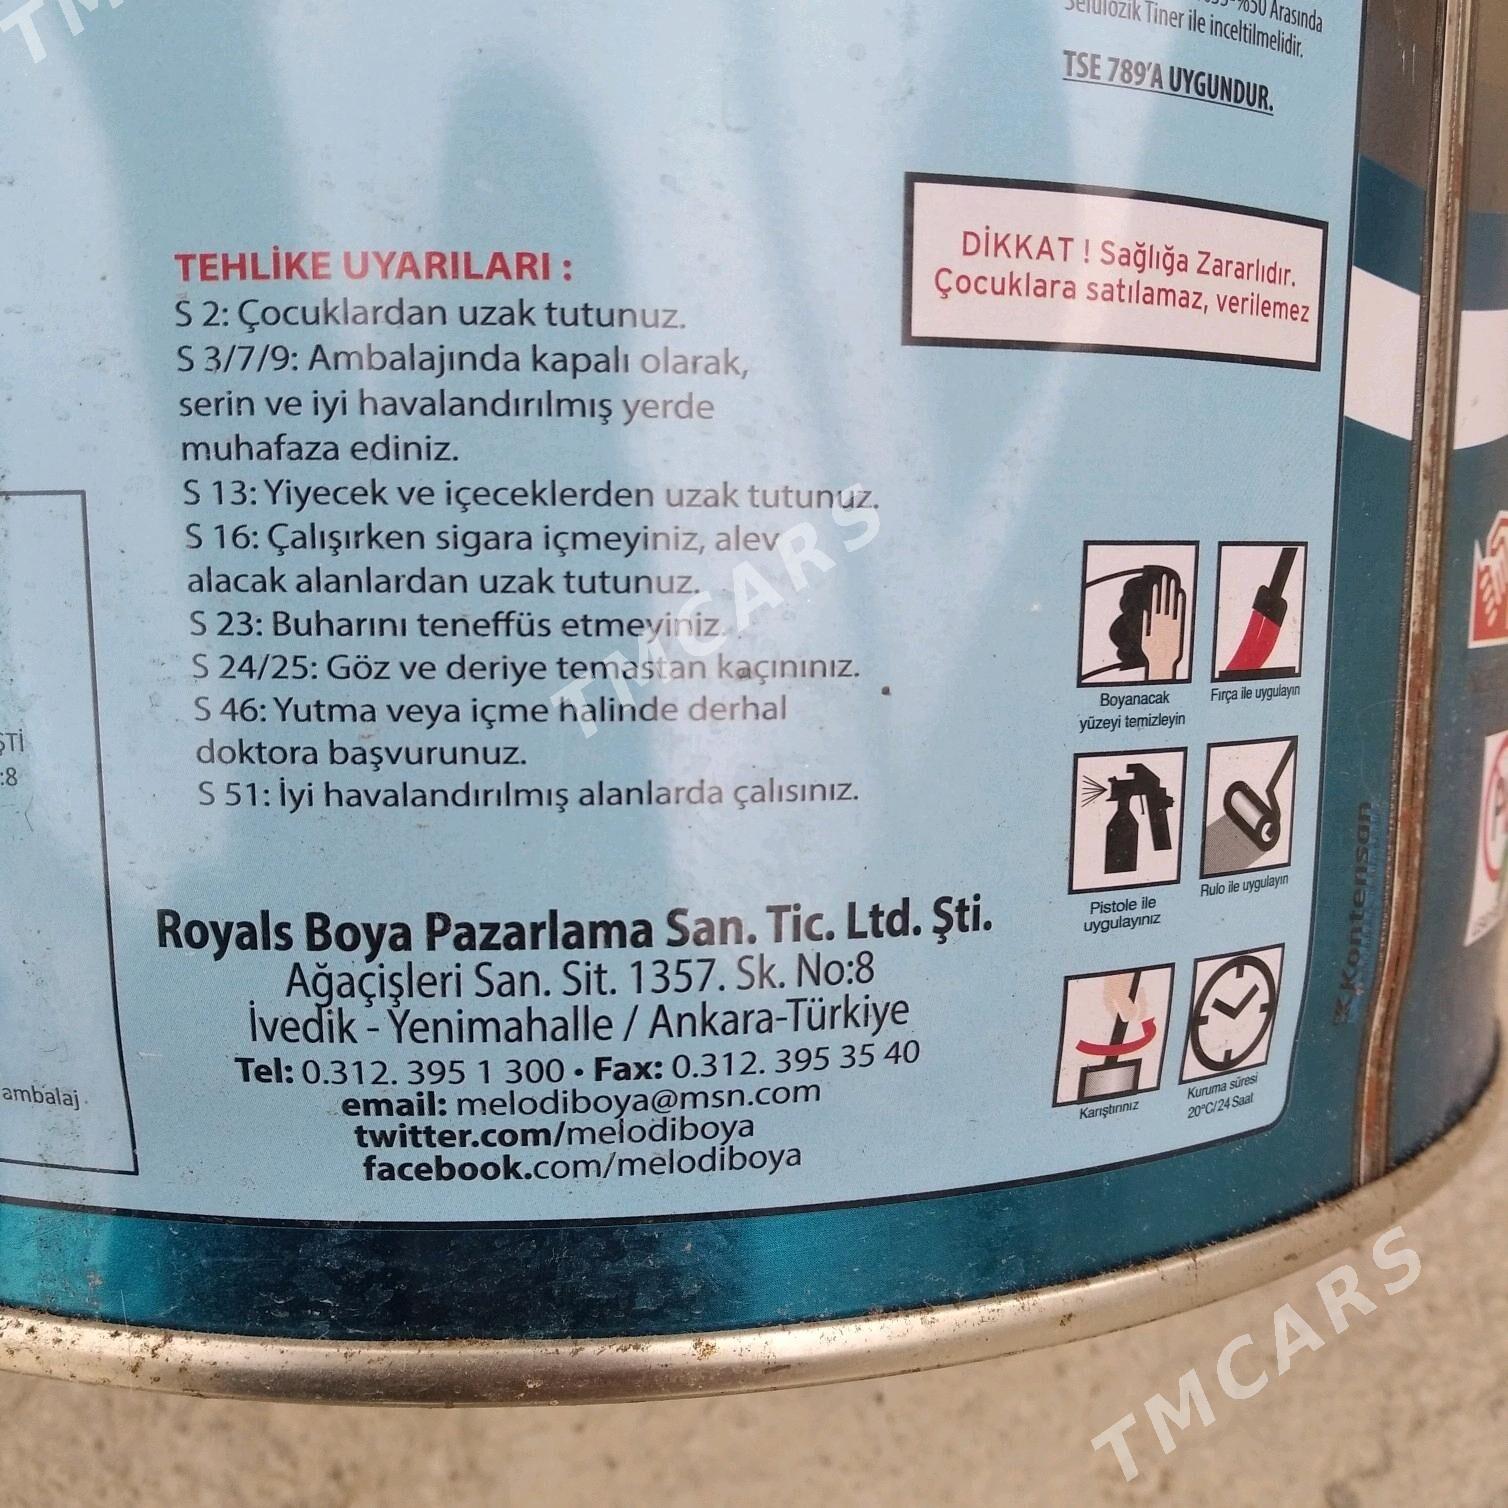 %50 Arasında
Selülozik Tiner ile inceltilmelidir.
TSE 789'A UYGUNDUR.
DİKKAT ! Sağlığa Zararlıdır.
Çocuklara satılamaz, verilemez
TEHLİKE UYARILARI :
S 2: Çocuklardan uzak tutunuz.
S 3/7/9: Ambalajında kapalı olarak,
serin ve iyi havalandırılmış yerde
muhafaza ediniz.
S 13: Yiyecek ve içeceklerden uzak tutunuz.
S 16: Çalışırken sigara içmeyiniz, alev
alacak alanlardan uzak tutunuz.
S 23: Buharını teneffüs etmeyiniz.
S 24/25: Göz ve deriye temastan kaçınınız.
S 46: Yutma veya içme halinde derhal
doktora başvurunuz.
S 51: İyi havalandırılmış alanlarda çalısınız.
Boyanacak
yüzeyi temizleyin
Fırça ile uygulayın
Pistole ile
uygulayınız
Rulo ile uygulayın
Karıştırınız
Kuruma süresi
20°C/24 Saat
Kontensan
Royals Boya Pazarlama San. Tic. Ltd. Şti.
Ağaçişleri San. Sit. 1357. Sk. No:8
İvedik - Yenimahalle / Ankara-Türkiye
Tel: 0.312. 395 1 300 • Fax: 0.312. 395 35 40
email: melodiboya@msn.com
twitter.com/melodiboya
facebook.com/melodiboya
ŞTİ
:8
ambalaj
TMCARS
TMCARS